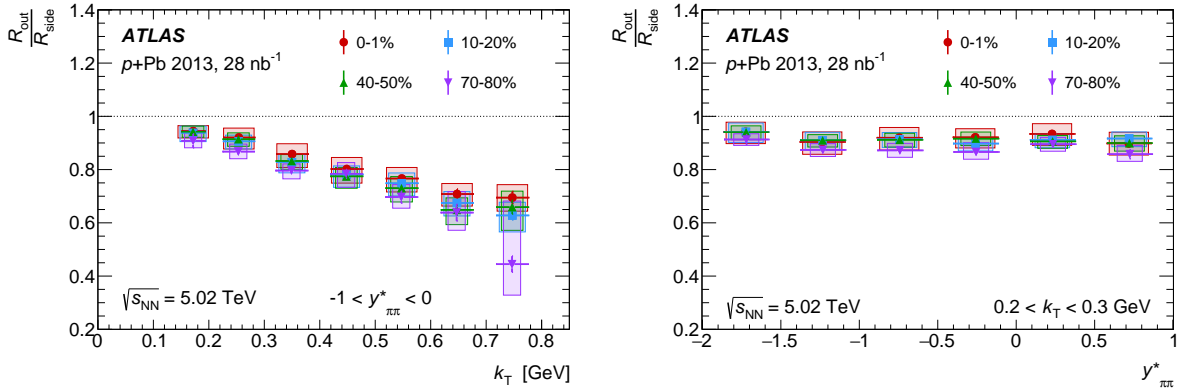 R_out/R_side
1.4
1.2
1
0.8
0.6
0.4
0.2
ATLAS
p+Pb 2013, 28 nb⁻¹
0-1%
10-20%
40-50%
70-80%
√s_NN = 5.02 TeV
-1 < y*_ππ < 0
0 0.1 0.2 0.3 0.4 0.5 0.6 0.7 0.8
k_T [GeV]
R_out/R_side
1.4
1.2
1
0.8
0.6
0.4
0.2
ATLAS
p+Pb 2013, 28 nb⁻¹
0-1%
10-20%
40-50%
70-80%
√s_NN = 5.02 TeV
0.2 < k_T < 0.3 GeV
−2 −1.5 −1 −0.5 0 0.5 1
y*_ππ